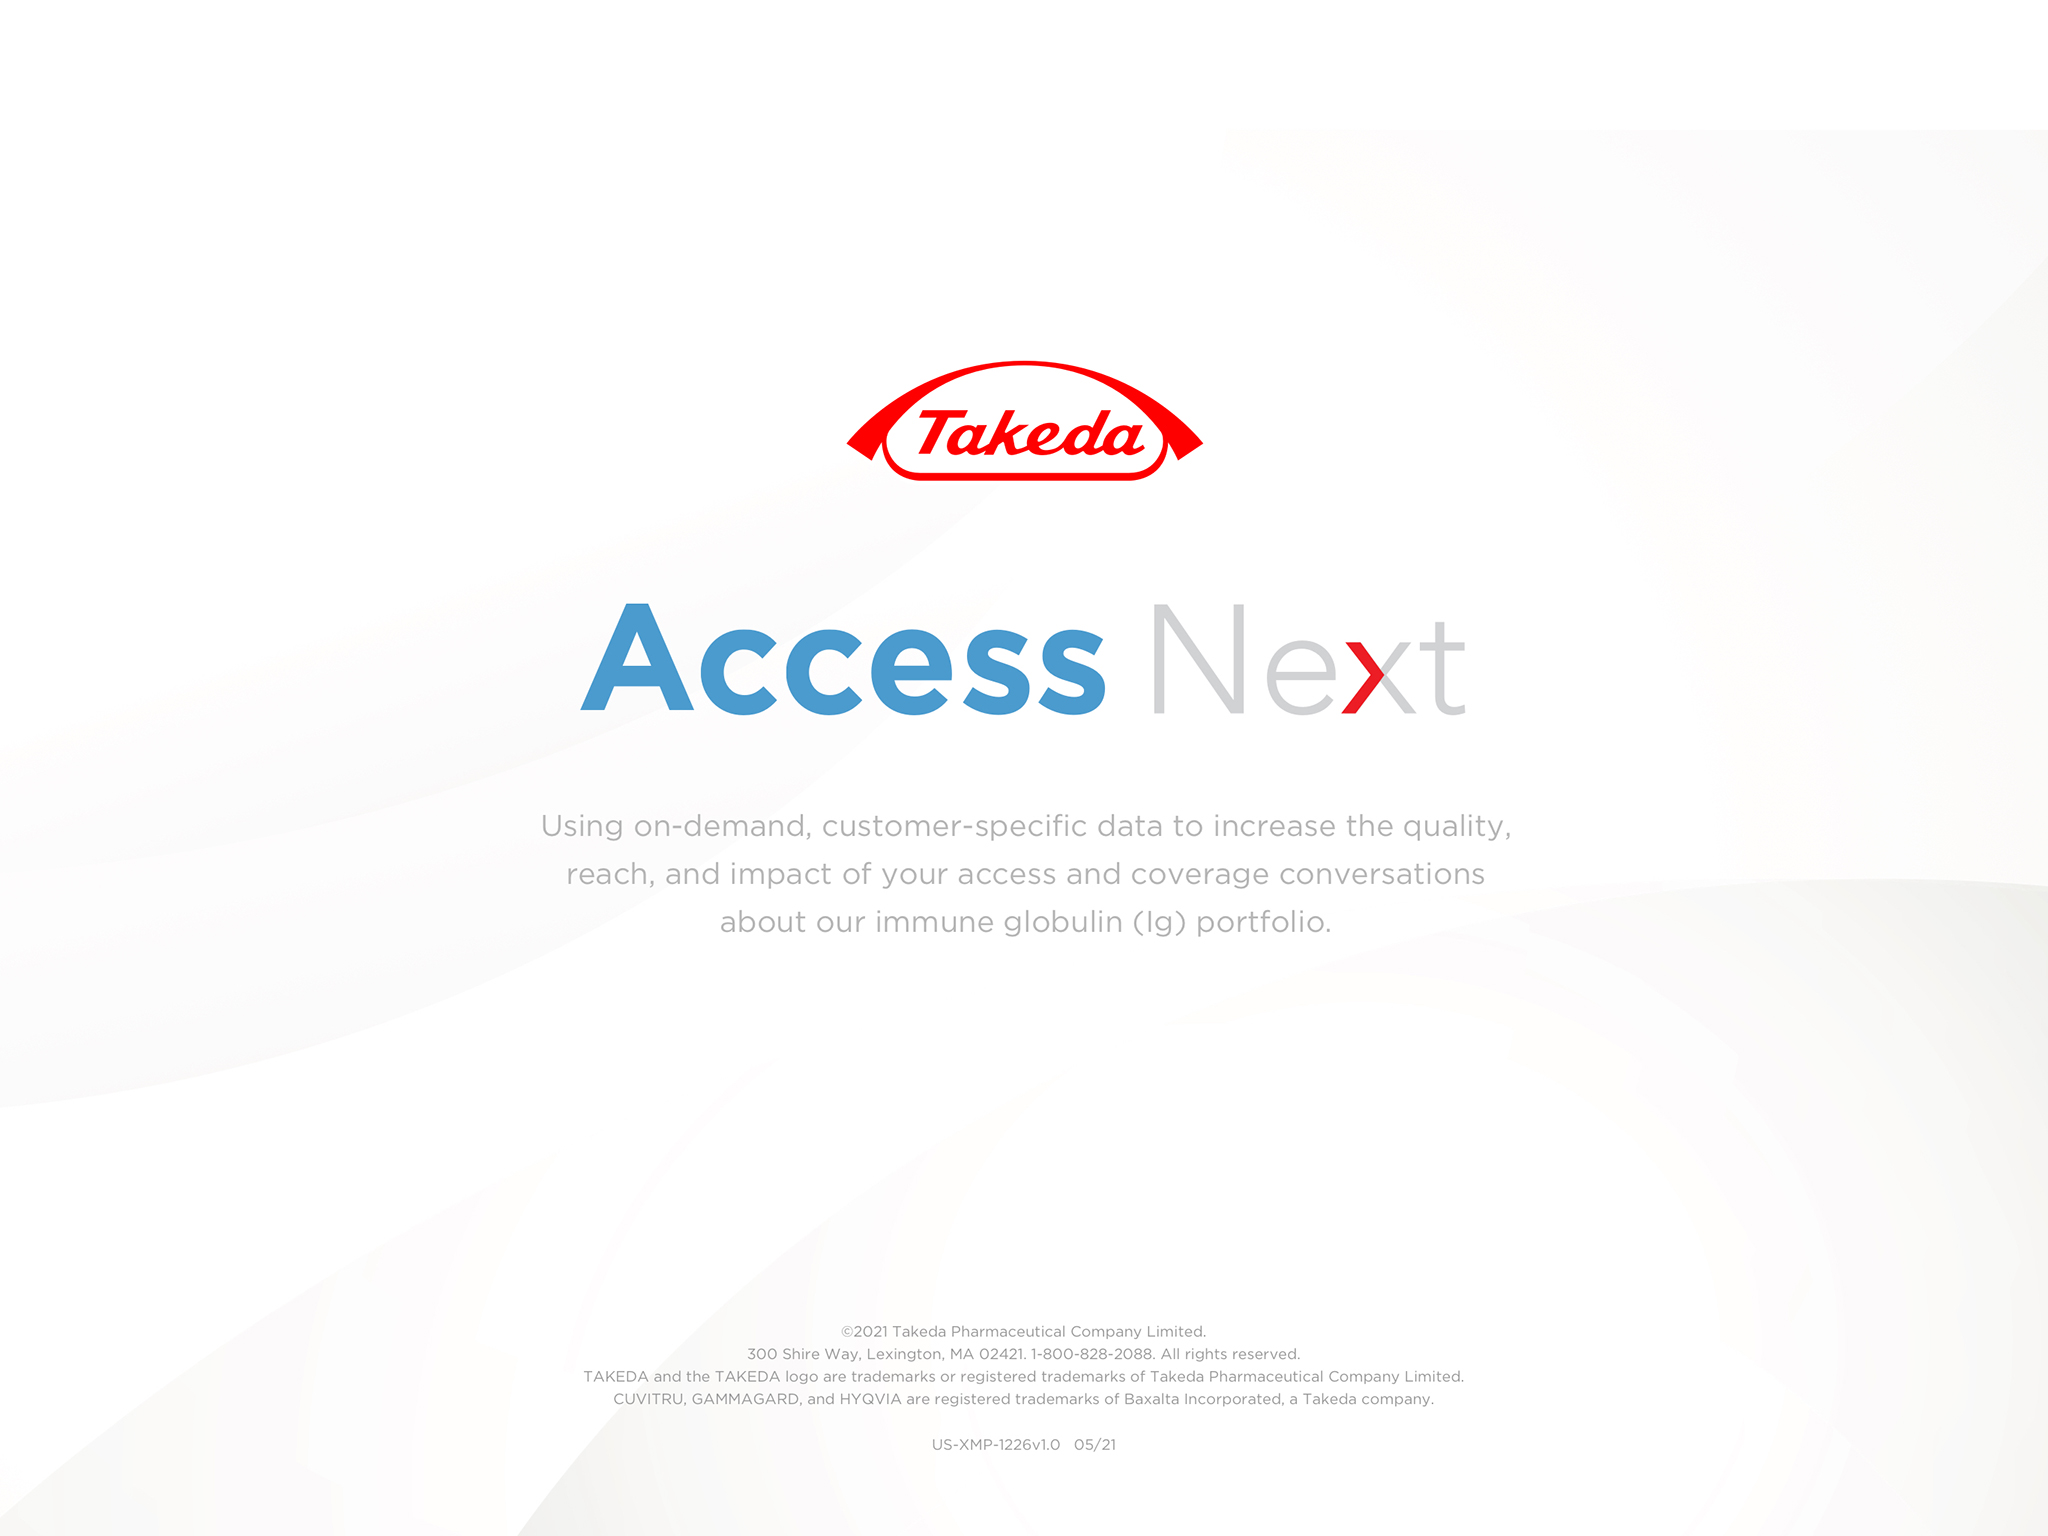 Takeda
Access Next
Using on-demand, customer-specific data to increase the quality,
reach, and impact of your access and coverage conversations
about our immune globulin (Ig) portfolio.
©2021 Takeda Pharmaceutical Company Limited.
300 Shire Way, Lexington, MA 02421. 1-800-828-2088. All rights reserved.
TAKEDA and the TAKEDA logo are trademarks or registered trademarks of Takeda Pharmaceutical Company Limited.
CUVITRU, GAMMAGARD, and HYQVIA are registered trademarks of Baxalta Incorporated, a Takeda company.
US-XMP-1226v1.0 05/21